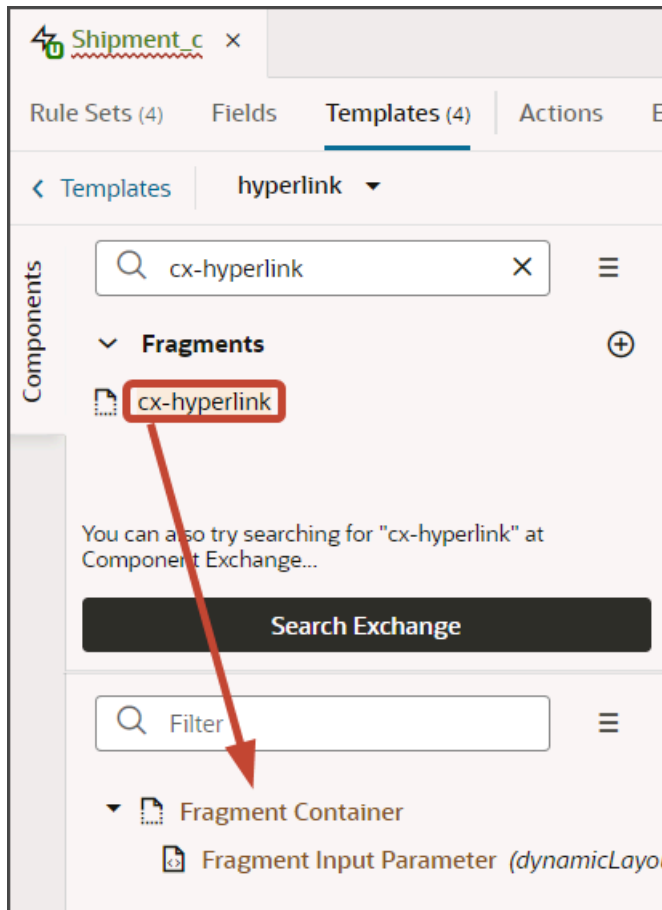 U Shipment_c ×
Rule Sets (4) Fields Templates (4) Actions E
Templates hyperlink
Components
cx-hyperlink
Fragments
cx-hyperlink
You can also try searching for "cx-hyperlink" at
Component Exchange...
Search Exchange
Filter
Fragment Container
Fragment Input Parameter (dynamicLayou